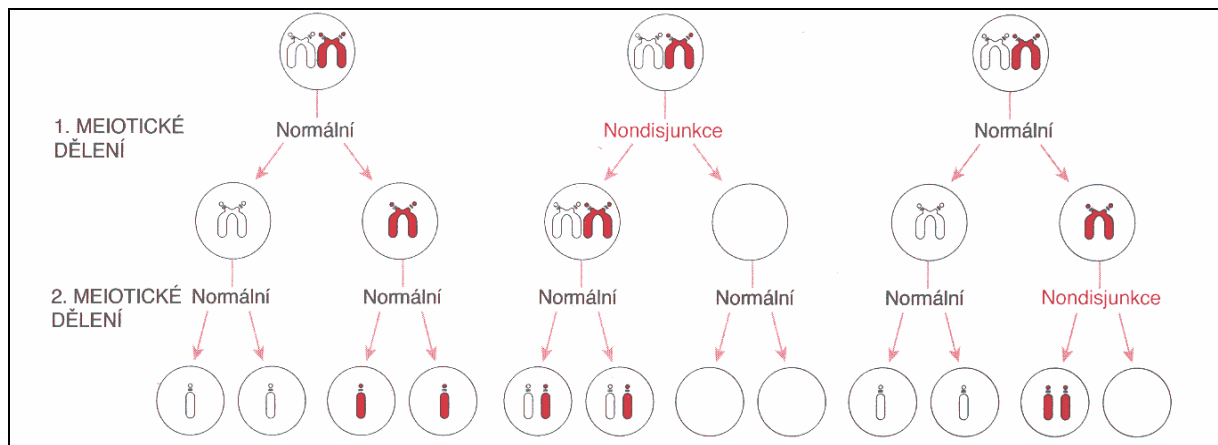 1. MEIOTICKÉ DĚLENÍ
Normální
Nondisjunkce
Normální
2. MEIOTICKÉ DĚLENÍ
Normální
Normální
Normální
Normální
Normální
Nondisjunkce